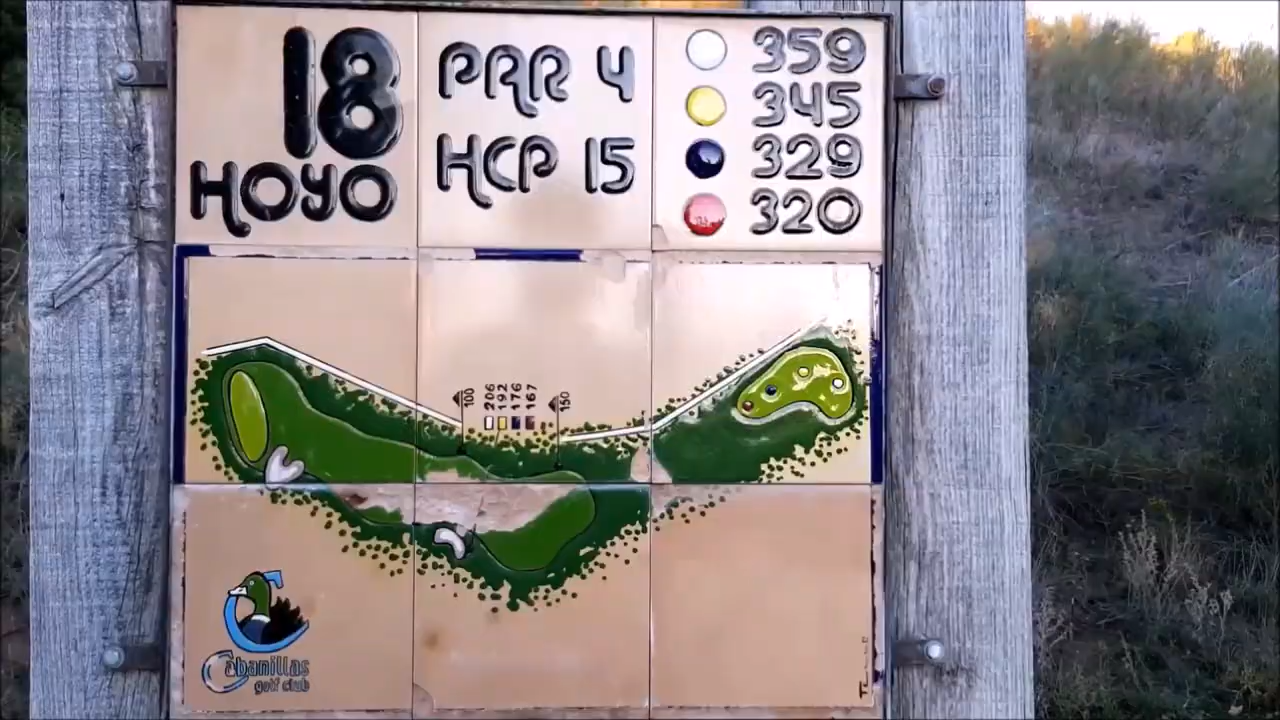 18
HOYO
PAR 4
HCP 15
359
345
329
320
100
206
192
176
167
150
Cabanillas
golf club